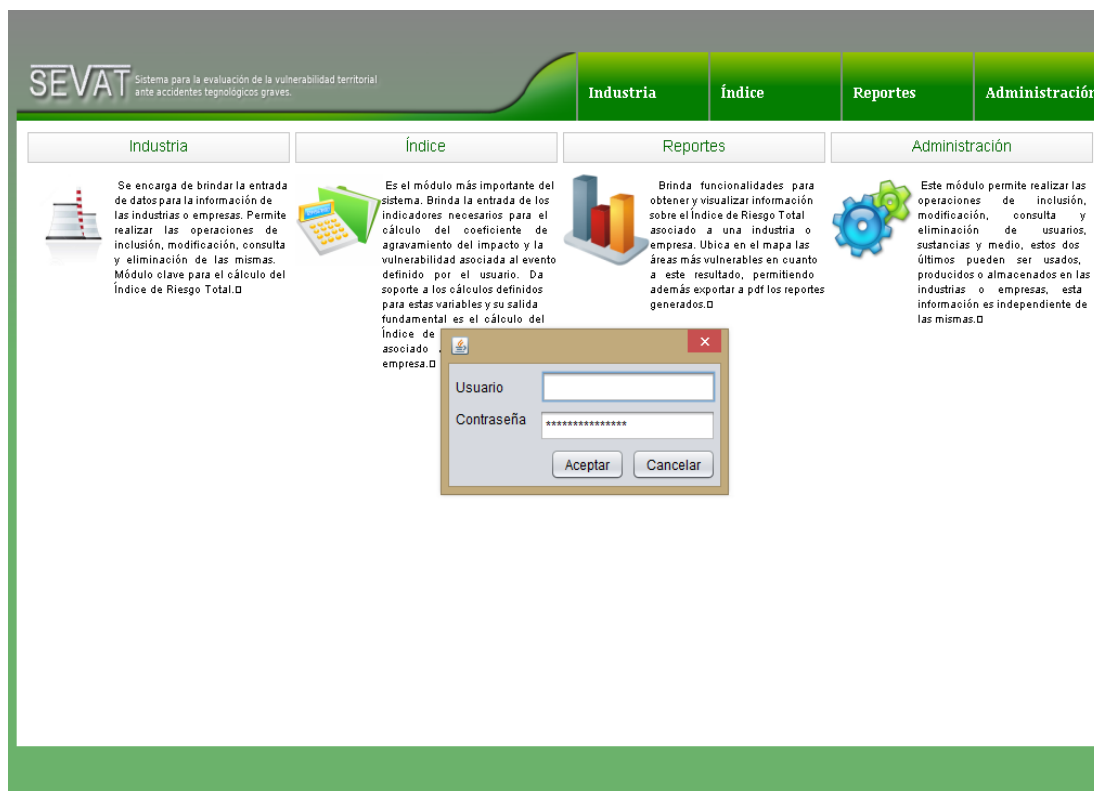 SEVAT
Sistema para la evaluación de la vulnerabilidad territorial
ante accidentes tegnológicos graves.
Industria
Índice
Reportes
Administración
Industria
Se encarga de brindar la entrada
de datos para la información de
las industrias o empresas. Permite
realizar las operaciones de
inclusión, modificación, consulta
y eliminación de las mismas.
Módulo clave para el cálculo del
Índice de Riesgo Total.
Índice
Es el módulo más importante del
sistema. Brinda la entrada de los
indicadores necesarios para el
cálculo del coeficiente de
agravamiento del impacto y la
vulnerabilidad asociada al evento
definido por el usuario. Da
soporte a los cálculos definidos
para estas variables y su salida
fundamental es el cálculo del
Índice de
asociado
empresa.
Reportes
Brinda funcionalidades para
obtener y visualizar información
sobre el Índice de Riesgo Total
asociado a una industria o
empresa. Ubica en el mapa las
áreas más vulnerables en cuanto
a este resultado, permitiendo
además exportar a pdf los reportes
generados.
Administración
Este módulo permite realizar las
operaciones de inclusión,
modificación, consulta y
eliminación de usuarios,
sustancias y medio, estos dos
últimos pueden ser usados,
producidos o almacenados en las
industrias o empresas, esta
información es independiente de
las mismas.
Usuario
Contraseña
***************
Aceptar
Cancelar